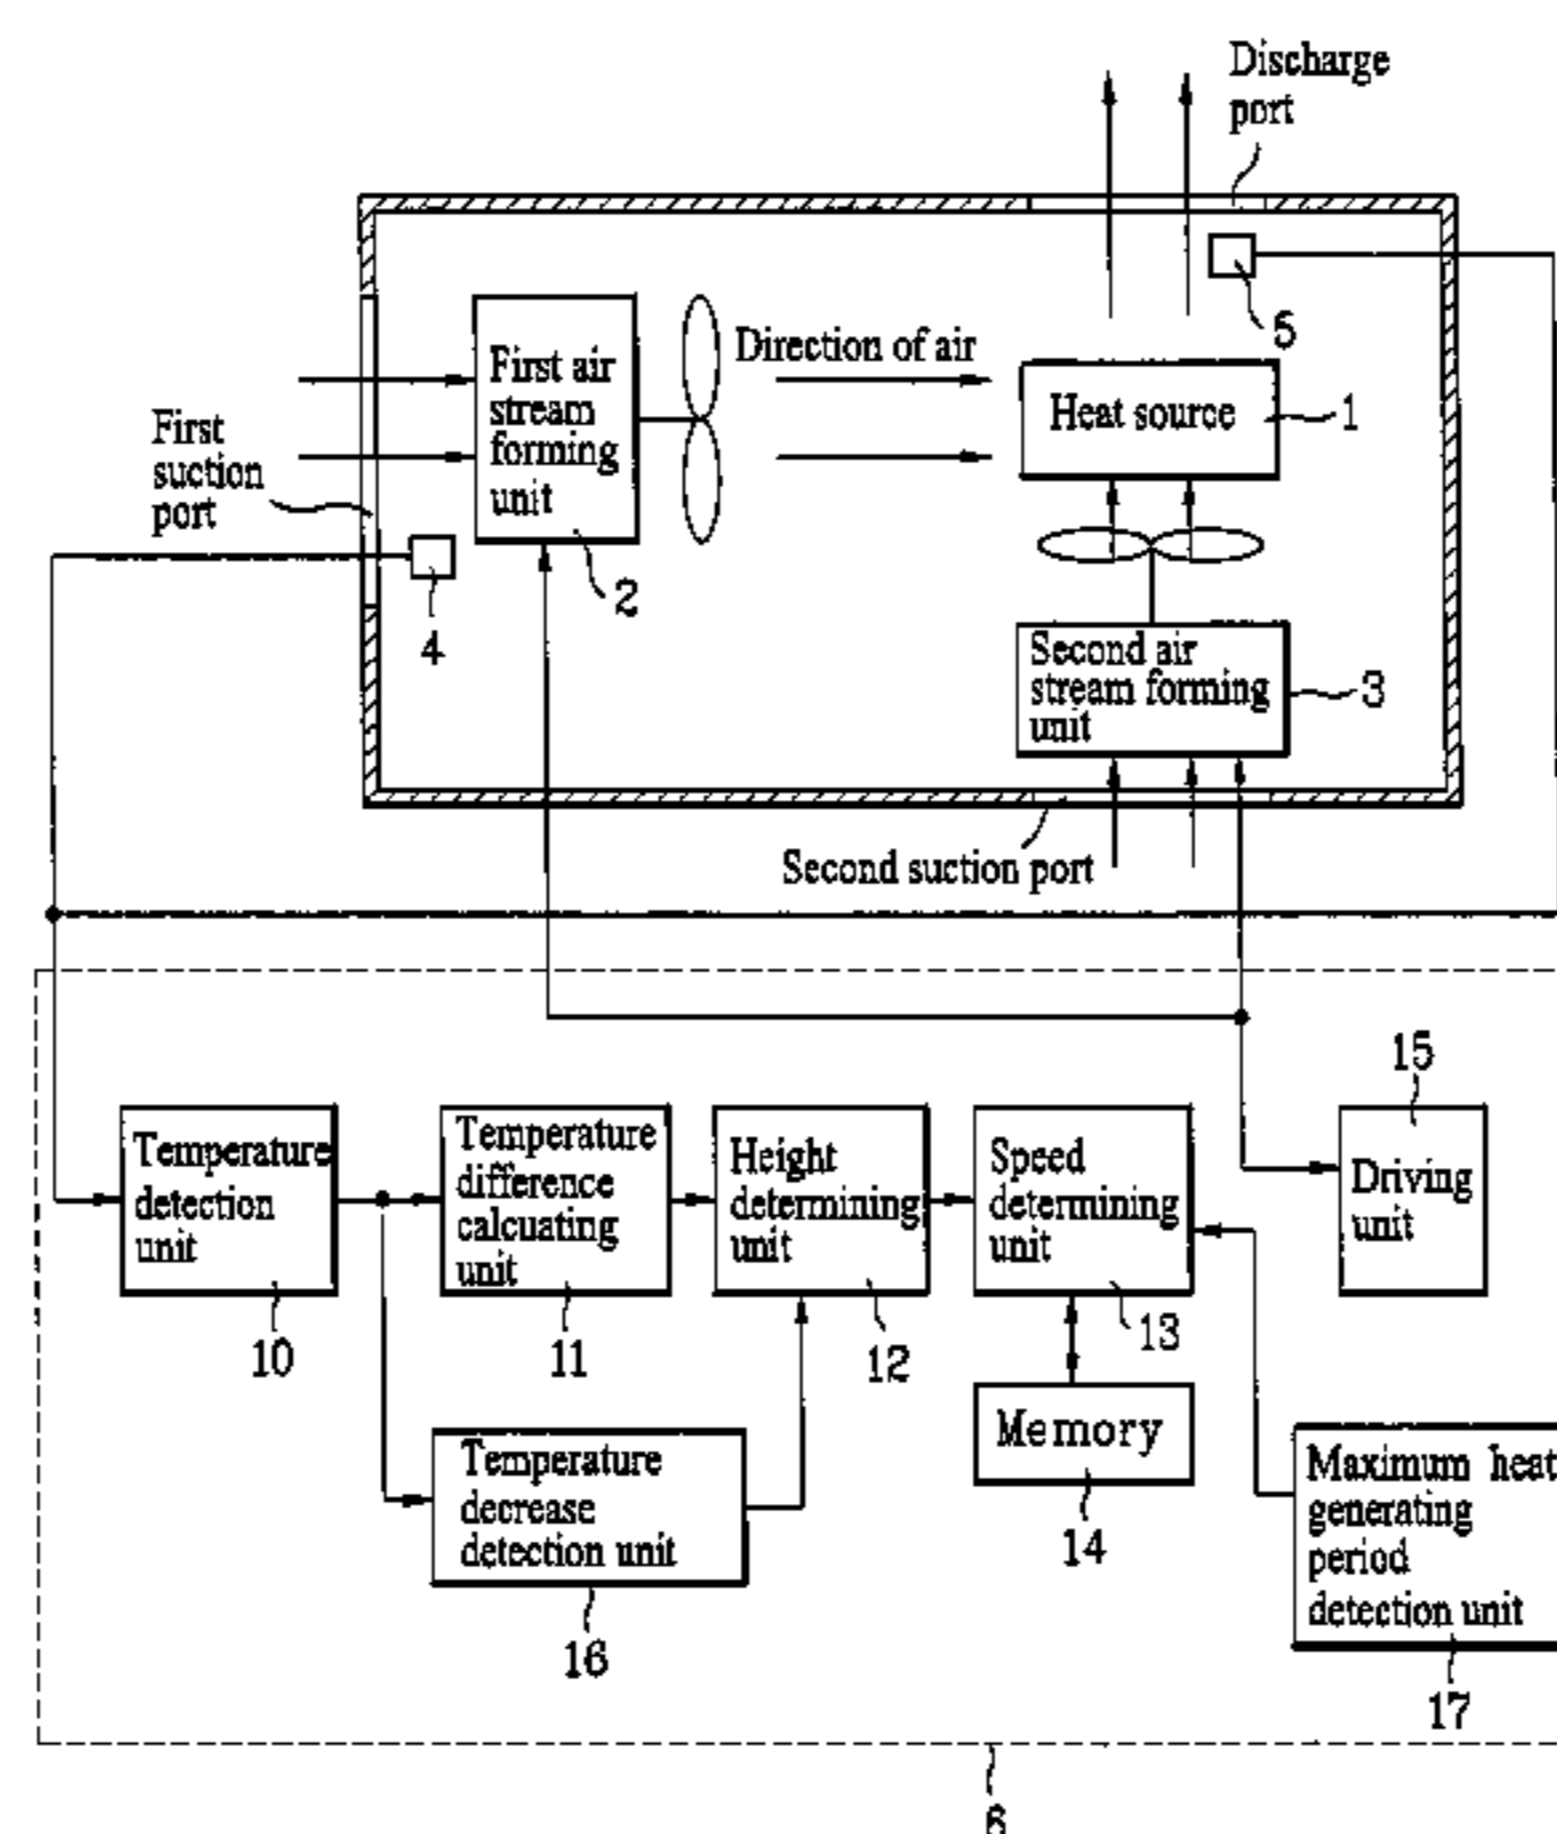 Discharge
port
5
First air
stream
forming
unit
Direction of air
Heat source
1
First
suction
port
4
2
Second air
stream forming
unit
3
Second suction port
15
Temperature
detection
unit
Temperature
difference
calcuating
unit
Height
determining
unit
Speed
determining
unit
Driving
unit
10
11
12
13
Memory
14
Temperature
decrease
detection unit
16
Maximum heat
generating
period
detection unit
17